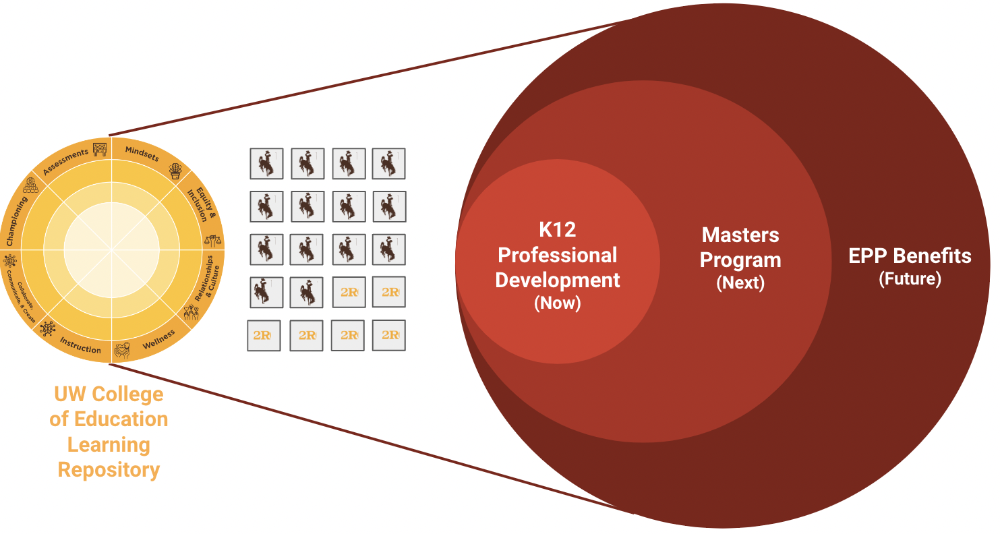 Assessments
Mindsets
Equity &
Inclusion
Relationships
& Culture
Wellness
Instruction
Collaborate,
Communicate, & Create
Championing
UW College
of Education
Learning
Repository
2R
2R
2R
2R
2R
2R
K12
Professional
Development
(Now)
Masters
Program
(Next)
EPP Benefits
(Future)